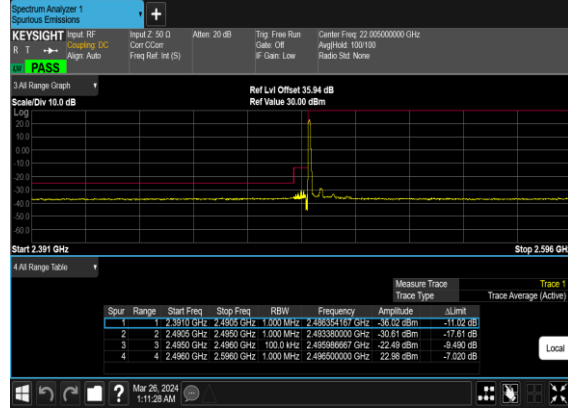 Spectrum Analyzer 1
Spurious Emissions
KEYSIGHT Input: RF Input Z: 50 Ω Atten: 20 dB Trig: Free Run Center Freq: 22.005000000 GHz
R T Coupling: DC Corr CCorr Gate: Off Avg|Hold: 100/100
Align: Auto Freq Ref: Int (S) IF Gain: Low Radio Std: None
PASS
3 All Range Graph
Ref Lvl Offset 35.94 dB
Scale/Div 10.0 dB Ref Value 30.00 dBm
Log
20.0
10.0
0.00
-10.0
-20.0
-30.0
-40.0
-50.0
-60.0
Start 2.391 GHz Stop 2.596 GH
4 All Range Table
Measure Trace Trace 1
Trace Type Trace Average (Active)
Spur Range Start Freq Stop Freq RBW Frequency Amplitude ΔLimit
1 1 2.3910 GHz 2.4905 GHz 1.000 MHz 2.486354167 GHz -36.02 dBm -11.02 dB
2 2 2.4905 GHz 2.4950 GHz 1.000 MHz 2.493380000 GHz -30.61 dBm -17.61 dB
3 3 2.4950 GHz 2.4960 GHz 100.0 kHz 2.495986667 GHz -22.49 dBm -9.490 dB
4 4 2.4960 GHz 2.5960 GHz 1.000 MHz 2.496500000 GHz 22.98 dBm -7.020 dB
Local
Mar 26, 2024
1:11:28 AM